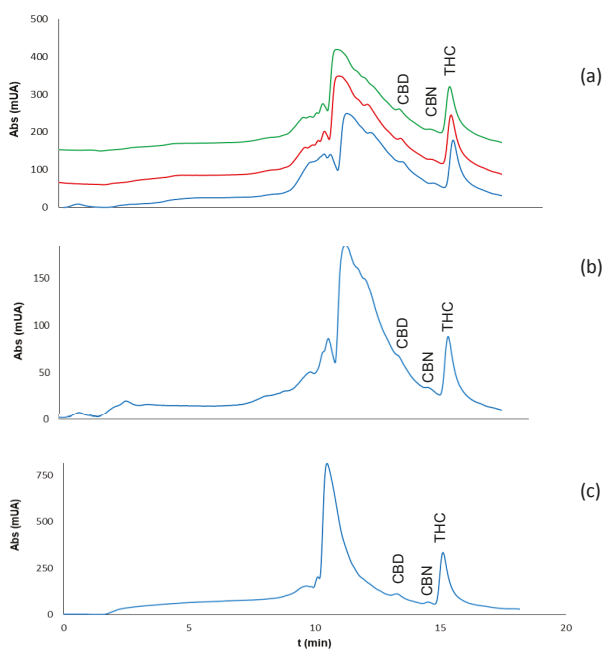 500
400
300
200
100
0
Abs (mUA)
CBD
CBN
THC
(a)
150
100
50
0
Abs (mUA)
CBD
CBN
THC
(b)
750
500
250
0
Abs (mUA)
CBD
CBN
THC
(c)
0 5 10 15 20
t (min)